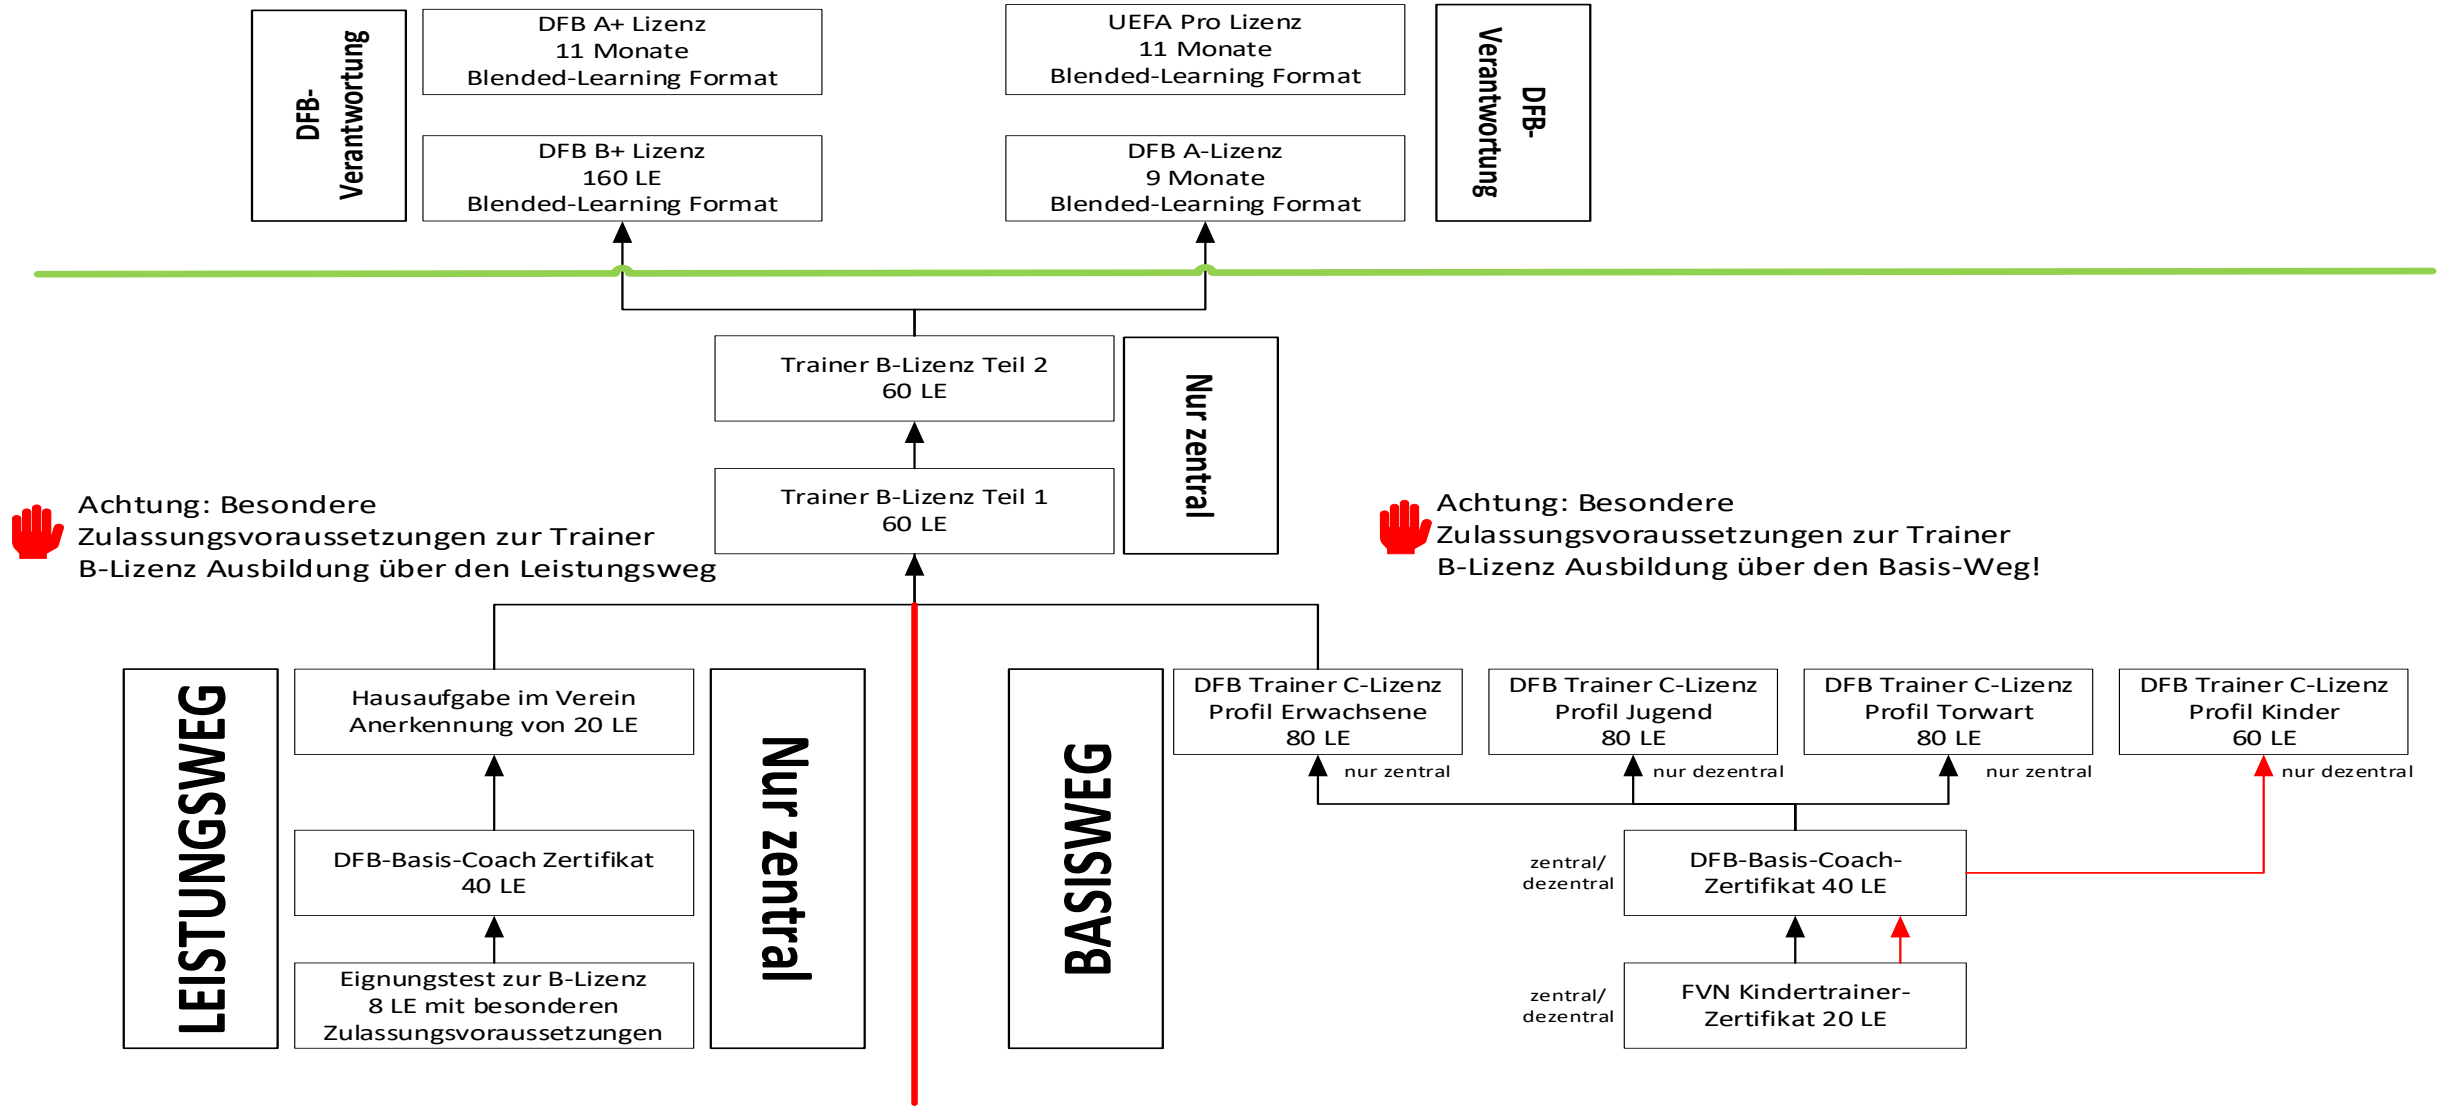 DFB-
Verantwortung
DFB A+ Lizenz
11 Monate
Blended-Learning Format
UEFA Pro Lizenz
11 Monate
Blended-Learning Format
DFB-
Verantwortung
DFB B+ Lizenz
160 LE
Blended-Learning Format
DFB A-Lizenz
9 Monate
Blended-Learning Format
Trainer B-Lizenz Teil 2
60 LE
Nur zentral
Trainer B-Lizenz Teil 1
60 LE
Achtung: Besondere
Zulassungsvoraussetzungen zur Trainer
B-Lizenz Ausbildung über den Leistungsweg
Achtung: Besondere
Zulassungsvoraussetzungen zur Trainer
B-Lizenz Ausbildung über den Basis-Weg!
LEISTUNGSWEG
Hausaufgabe im Verein
Anerkennung von 20 LE
DFB-Basis-Coach Zertifikat
40 LE
Eignungstest zur B-Lizenz
8 LE mit besonderen
Zulassungsvoraussetzungen
Nur zentral
BASISWEG
DFB Trainer C-Lizenz
Profil Erwachsene
80 LE
nur zentral
DFB Trainer C-Lizenz
Profil Jugend
80 LE
nur dezentral
DFB Trainer C-Lizenz
Profil Torwart
80 LE
nur zentral
DFB Trainer C-Lizenz
Profil Kinder
60 LE
nur dezentral
zentral/
dezentral
DFB-Basis-Coach-
Zertifikat 40 LE
zentral/
dezentral
FVN Kindertrainer-
Zertifikat 20 LE